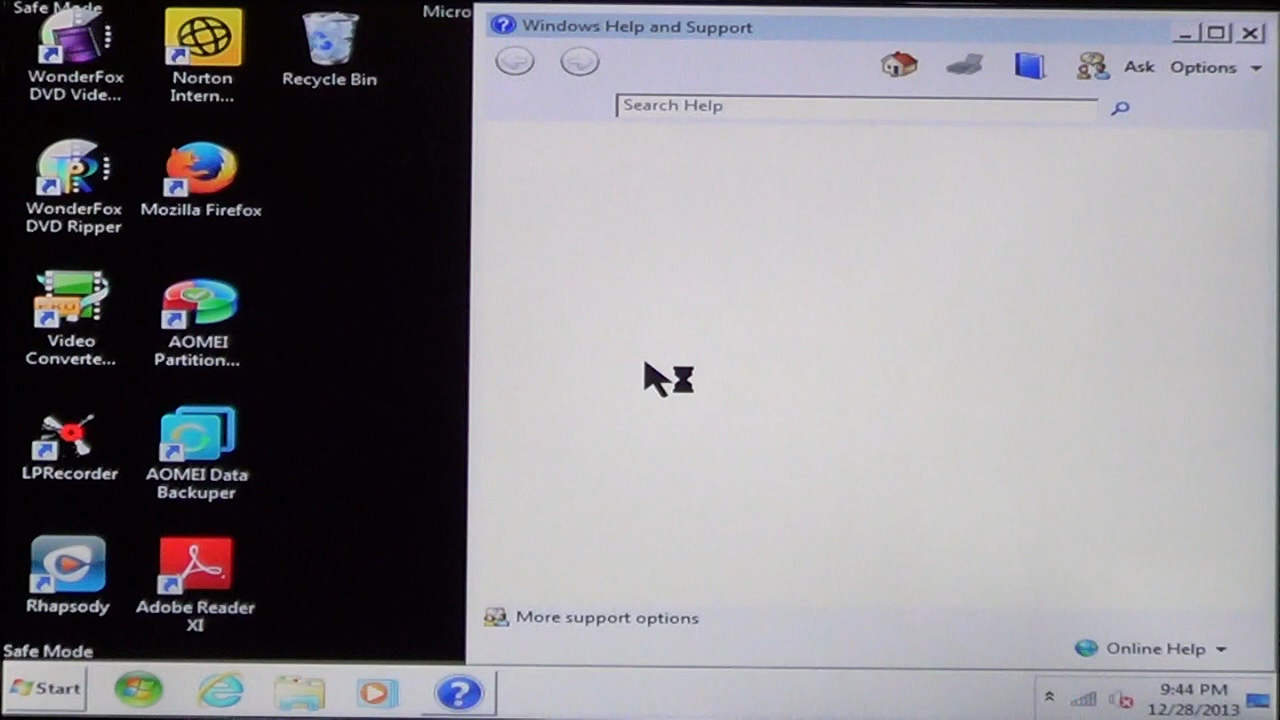 Safe Mode
Micro
WonderFox
DVD Vide...
Norton
Intern...
Recycle Bin
WonderFox
DVD Ripper
Mozilla Firefox
Video
Converte...
AOMEI
Partition...
LPRecorder
AOMEI Data
Backuper
Rhapsody
Adobe Reader
XI
Safe Mode
Windows Help and Support
Ask
Options
Search Help
More support options
Online Help
Start
9:44 PM
12/28/2013